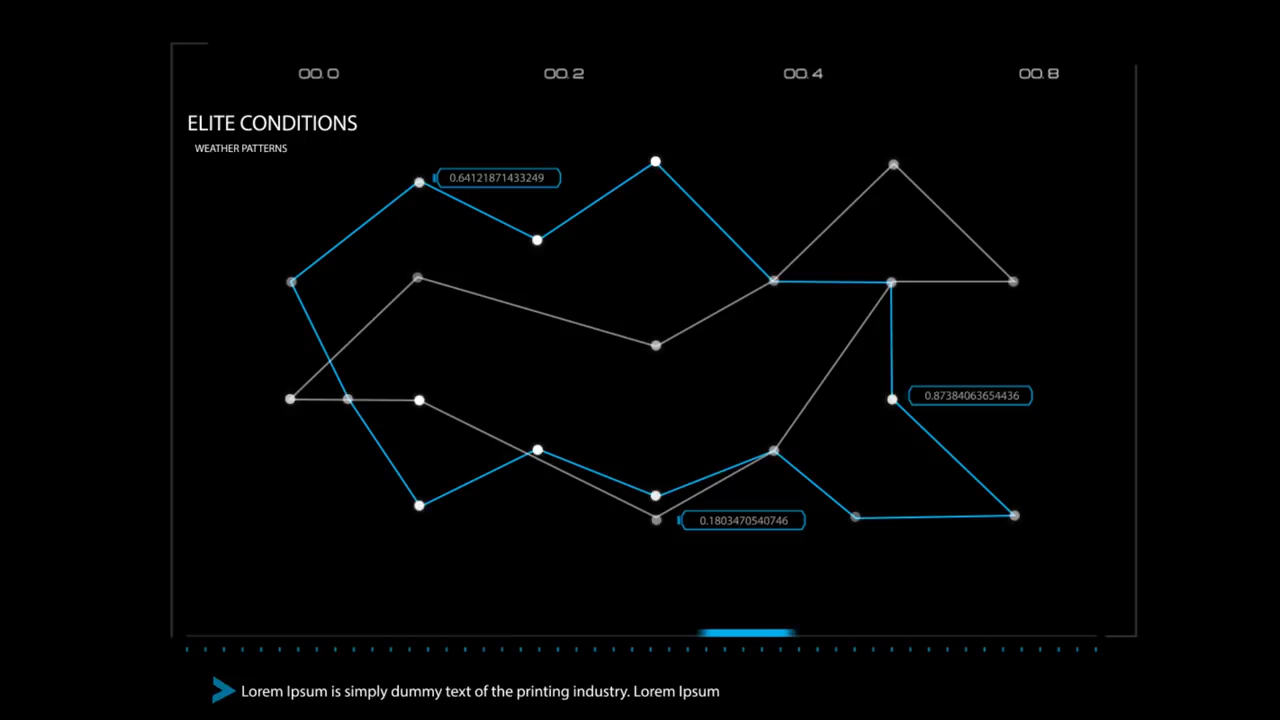 00.0 00.2 00.4 00.8
ELITE CONDITIONS
WEATHER PATTERNS
0.64121871433249
0.87384063654436
0.1803470540746
Lorem Ipsum is simply dummy text of the printing industry. Lorem Ipsum